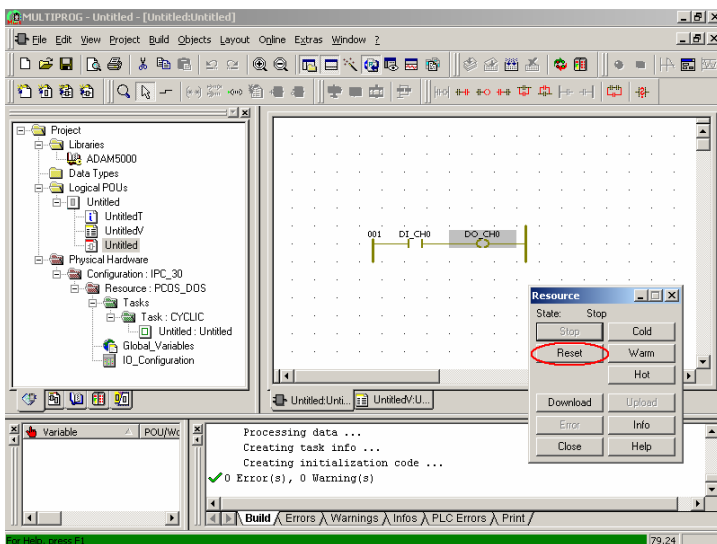 MULTIPROG - Untitled - [Untitled:Untitled]
File Edit View Project Build Objects Layout Online Extras Window ?
Project
Libraries
ADAM5000
Data Types
Logical POUs
Untitled
UntitledT
UntitledV
Untitled
Physical Hardware
Configuration : IPC_30
Resource : PCOS_DOS
Tasks
Task : CYCLIC
Untitled : Untitled
Global_Variables
IO_Configuration
001 DI_CH0 DO_CH0
Untitled:Unti... UntitledV:U...
Resource
State: Stop
Stop Cold
Reset Warm
Hot
Download Upload
Error Info
Close Help
Variable POU/Wo
Processing data ...
Creating task info ...
Creating initialization code ...
0 Error(s), 0 Warning(s)
Build Errors Warnings Infos PLC Errors Print
For Help, press F1
79,24